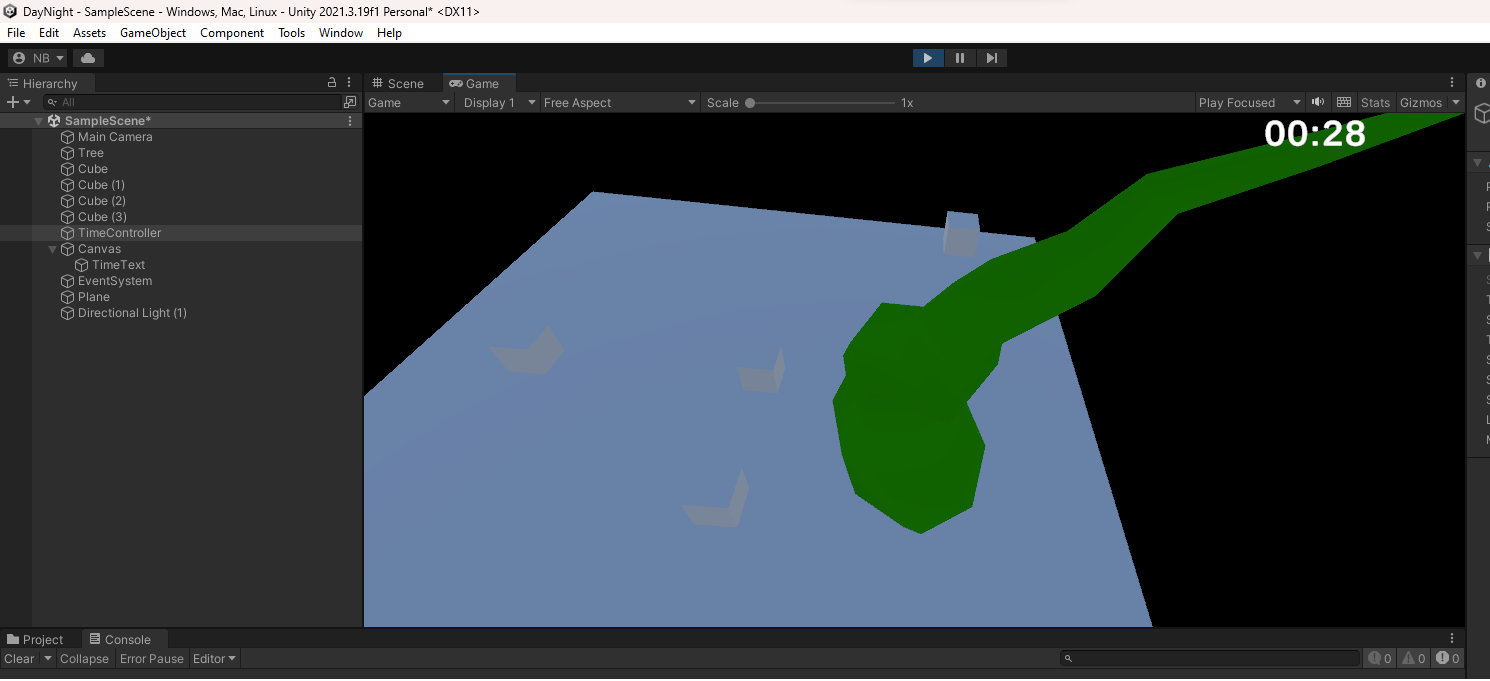 DayNight - SampleScene - Windows, Mac, Linux - Unity 2021.3.19f1 Personal* <DX11>
File Edit Assets GameObject Component Tools Window Help
NB
Hierarchy
Scene Game
All
Game Display 1 Free Aspect Scale 1x Play Focused Stats Gizmos
SampleScene*
Main Camera
Tree
Cube
Cube (1)
Cube (2)
Cube (3)
TimeController
Canvas
TimeText
EventSystem
Plane
Directional Light (1)
00:28
Project Console
Clear Collapse Error Pause Editor 0 0 0